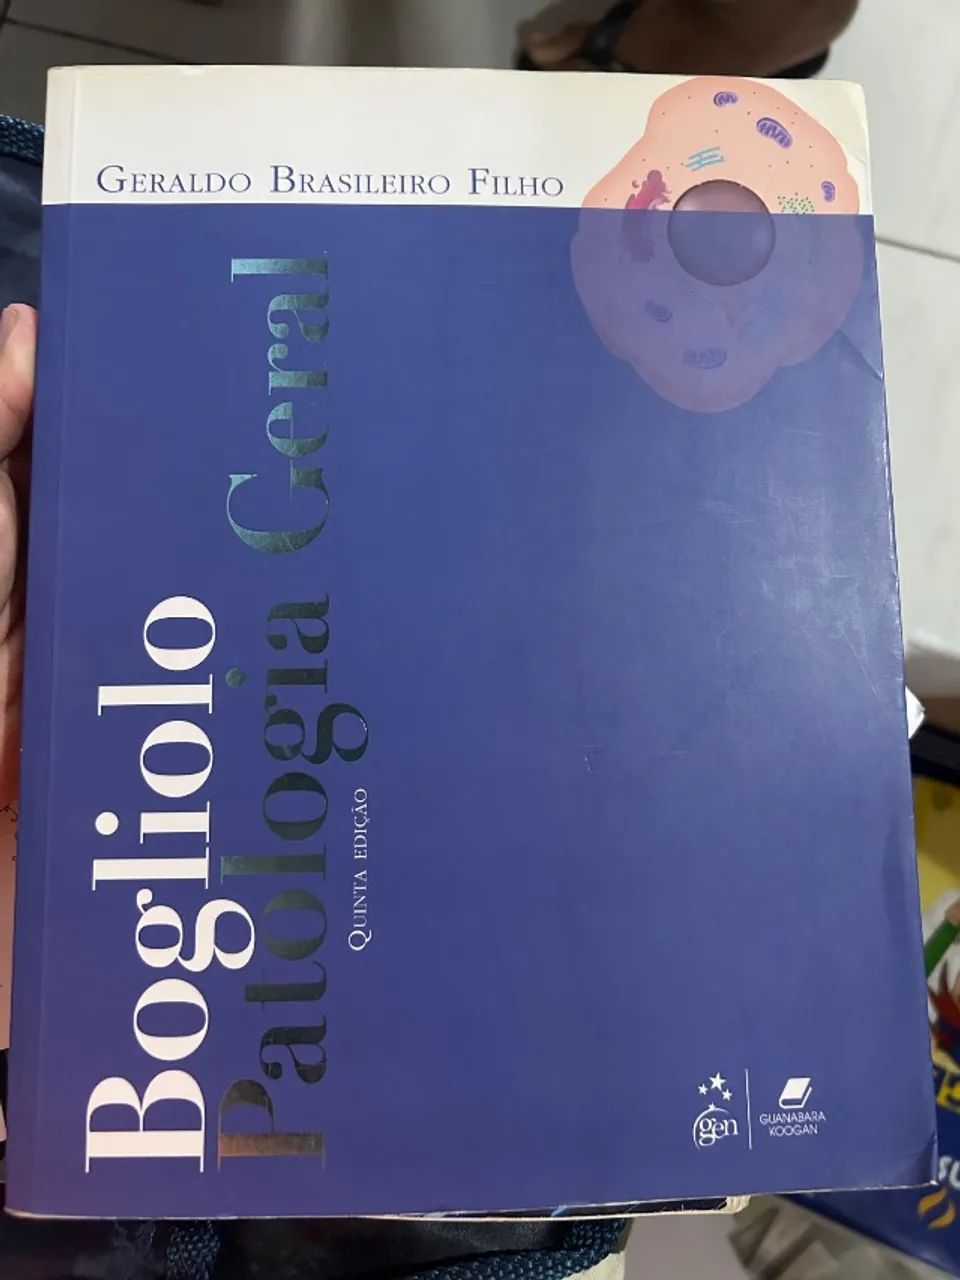 GERALDO BRASILEIRO FILHO
Bogliolo
Patologia Geral
QUINTA EDIÇÃO
gen
GUANABARA
KOOGAN